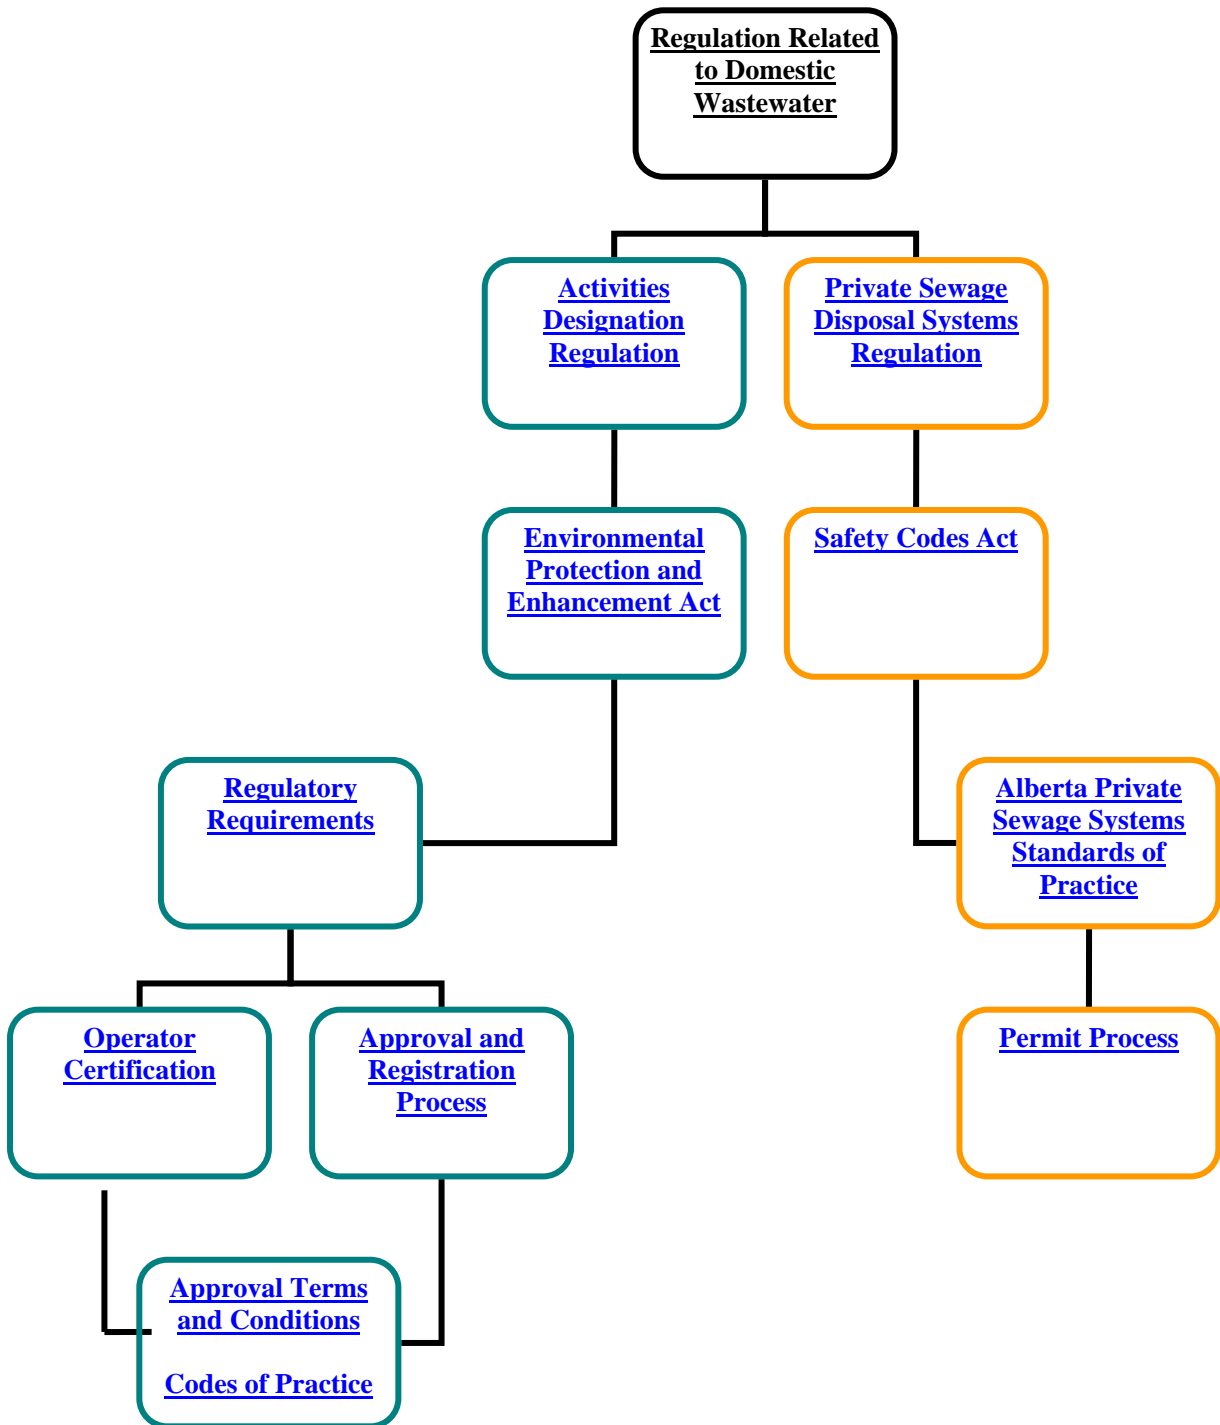 Regulation Related
to Domestic
Wastewater
Activities
Designation
Regulation
Private Sewage
Disposal Systems
Regulation
Environmental
Protection and
Enhancement Act
Safety Codes Act
Regulatory
Requirements
Alberta Private
Sewage Systems
Standards of
Practice
Operator
Certification
Approval and
Registration
Process
Permit Process
Approval Terms
and Conditions
Codes of Practice